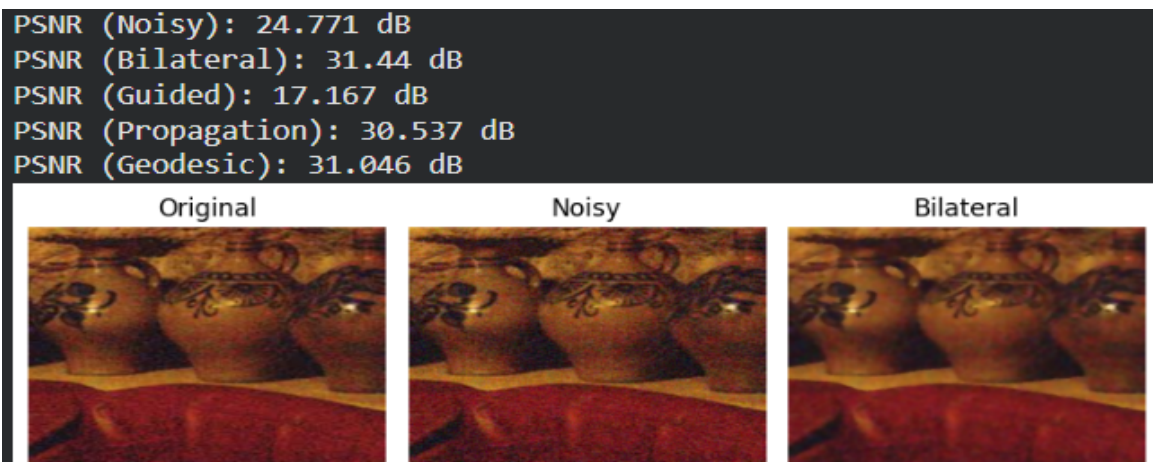 PSNR (Noisy): 24.771 dB
PSNR (Bilateral): 31.44 dB
PSNR (Guided): 17.167 dB
PSNR (Propagation): 30.537 dB
PSNR (Geodesic): 31.046 dB
Original Noisy Bilateral